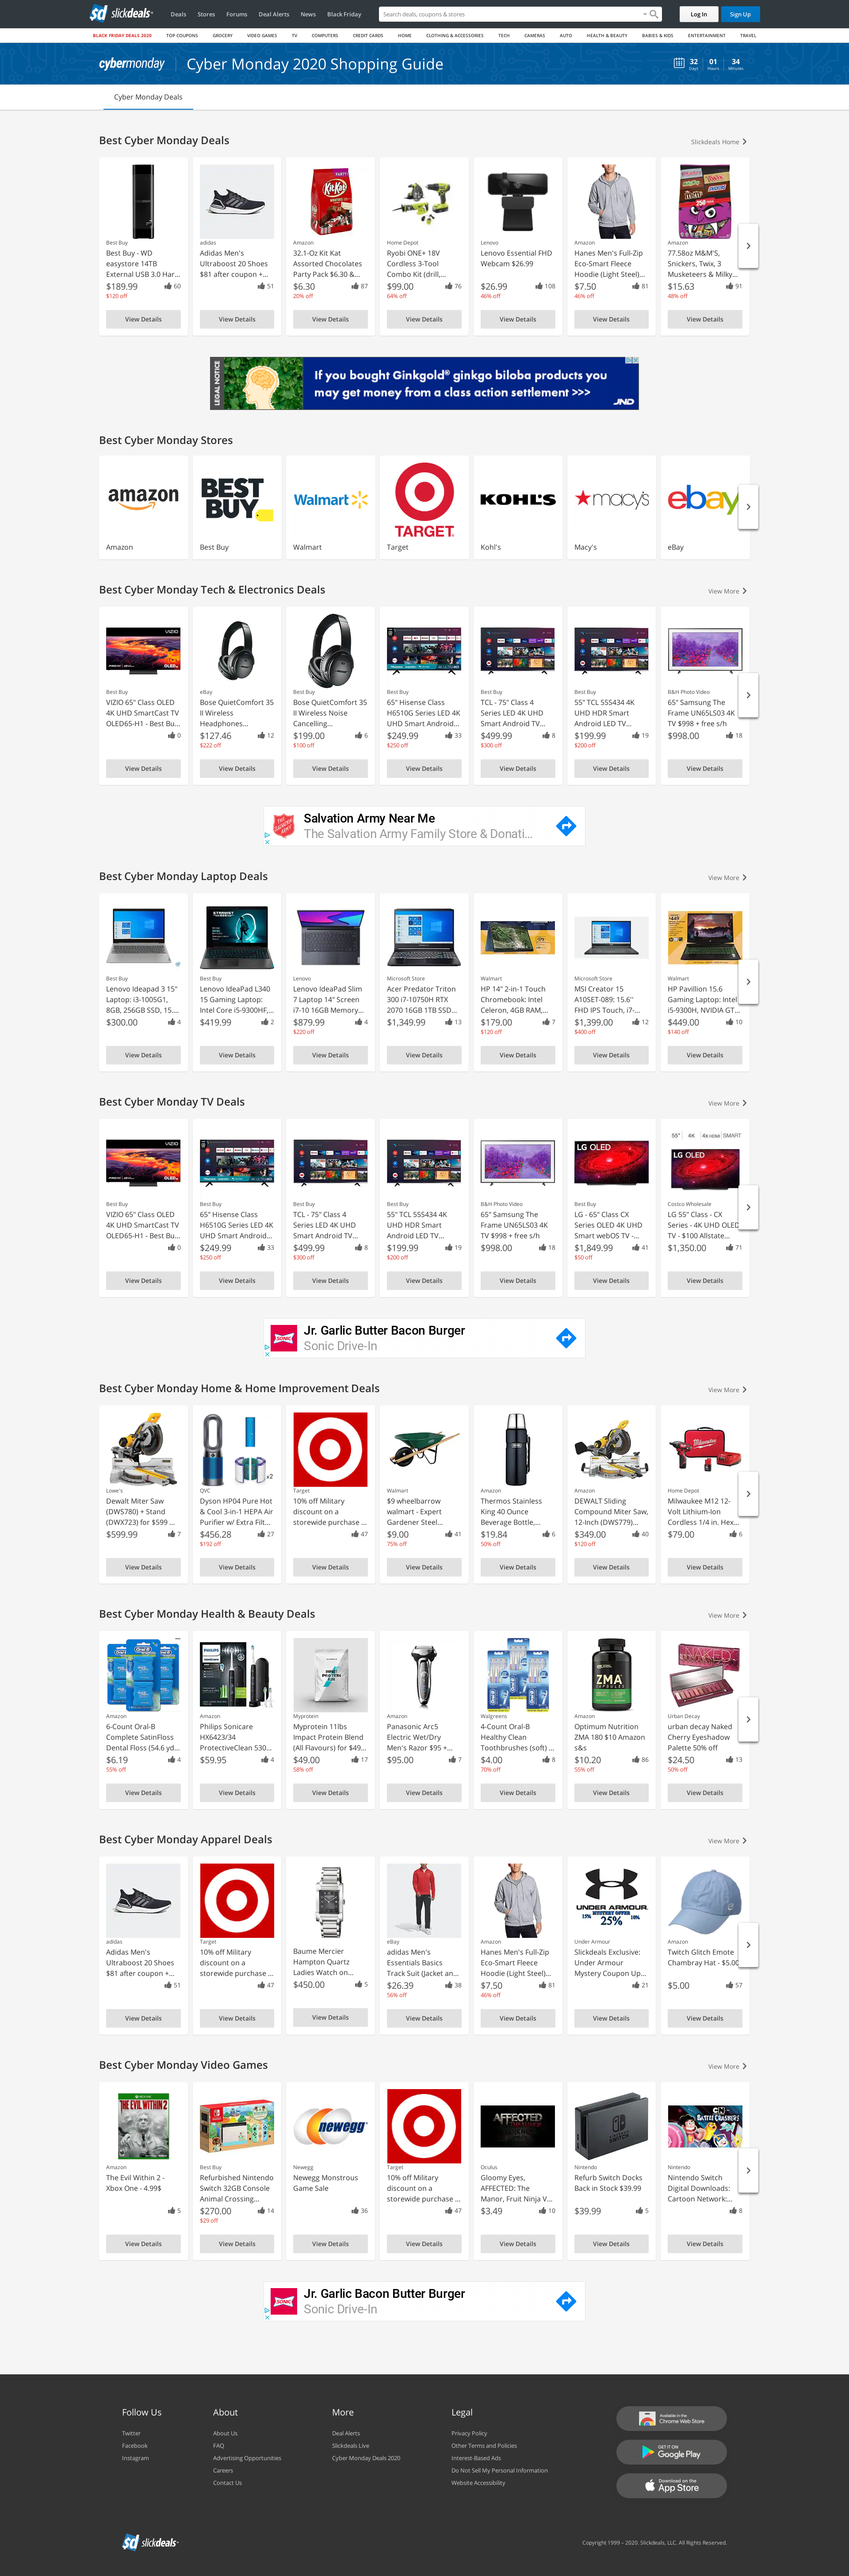 sd slickdeals
Deals
Stores
Forums
Deal Alerts
News
Black Friday
Search deals, coupons & stores
Log In
Sign Up
BLACK FRIDAY DEALS 2020
TOP COUPONS
GROCERY
VIDEO GAMES
TV
COMPUTERS
CREDIT CARDS
HOME
CLOTHING & ACCESSORIES
TECH
CAMERAS
AUTO
HEALTH & BEAUTY
BABIES & KIDS
ENTERTAINMENT
TRAVEL
cybermonday
Cyber Monday 2020 Shopping Guide
32 01 34
Days Hours Minutes
Cyber Monday Deals
Best Cyber Monday Deals
Slickdeals Home
Best Buy
Best Buy - WD
easystore 14TB
External USB 3.0 Har...
$189.99 60
$120 off
View Details
adidas
Adidas Men's
Ultraboost 20 Shoes
$81 after coupon +...
51
View Details
Amazon
32.1-Oz Kit Kat
Assorted Chocolates
Party Pack $6.30 &...
$6.30 87
20% off
View Details
Home Depot
Ryobi ONE+ 18V
Cordless 3-Tool
Combo Kit (drill,...
$99.00 76
64% off
View Details
Lenovo
Lenovo Essential FHD
Webcam $26.99
$26.99 108
46% off
View Details
Amazon
Hanes Men's Full-Zip
Eco-Smart Fleece
Hoodie (Light Steel)...
$7.50 81
46% off
View Details
Amazon
77.58oz M&M'S,
Snickers, Twix, 3
Musketeers & Milky...
$15.63 91
48% off
View Details
LEGAL NOTICE
If you bought Ginkgold® ginkgo biloba products you
may get money from a class action settlement >>>
JND
Best Cyber Monday Stores
amazon
Amazon
BEST
BUY
Best Buy
Walmart
Walmart
TARGET
Target
KOHL'S
Kohl's
macy's
Macy's
ebay
eBay
Best Cyber Monday Tech & Electronics Deals
View More
Best Buy
VIZIO 65" Class OLED
4K UHD SmartCast TV
OLED65-H1 - Best Bu...
0
View Details
eBay
Bose QuietComfort 35
II Wireless
Headphones...
$127.46 12
$222 off
View Details
Best Buy
Bose QuietComfort 35
II Wireless Noise
Cancelling...
$199.00 6
$100 off
View Details
Best Buy
65" Hisense Class
H6510G Series LED 4K
UHD Smart Android...
$249.99 33
$250 off
View Details
Best Buy
TCL - 75" Class 4
Series LED 4K UHD
Smart Android TV...
$499.99 8
$300 off
View Details
Best Buy
55" TCL 55S434 4K
UHD HDR Smart
Android LED TV...
$199.99 19
$200 off
View Details
B&H Photo Video
65" Samsung The
Frame UN65LS03 4K
TV $998 + free s/h
$998.00 18
View Details
Salvation Army Near Me
The Salvation Army Family Store & Donati...
Best Cyber Monday Laptop Deals
View More
Best Buy
Lenovo Ideapad 3 15"
Laptop: i3-1005G1,
8GB, 256GB SSD, 15....
$300.00 4
View Details
Best Buy
Lenovo IdeaPad L340
15 Gaming Laptop:
Intel Core i5-9300HF,...
$419.99 2
View Details
Lenovo
Lenovo IdeaPad Slim
7 Laptop 14" Screen
i7-10 16GB Memory...
$879.99 4
$220 off
View Details
Microsoft Store
Acer Predator Triton
300 i7-10750H RTX
2070 16GB 1TB SSD...
$1,349.99 13
View Details
Walmart
HP 14" 2-in-1 Touch
Chromebook: Intel
Celeron, 4GB RAM,...
$179.00 7
$120 off
View Details
Microsoft Store
MSI Creator 15
A10SET-089: 15.6''
FHD IPS Touch, i7-...
$1,399.00 12
$400 off
View Details
Walmart
HP Pavillion 15.6
Gaming Laptop: Intel
i5-9300H, NVIDIA GT...
$449.00 10
$140 off
View Details
Best Cyber Monday TV Deals
View More
Best Buy
VIZIO 65" Class OLED
4K UHD SmartCast TV
OLED65-H1 - Best Bu...
0
View Details
Best Buy
65" Hisense Class
H6510G Series LED 4K
UHD Smart Android...
$249.99 33
$250 off
View Details
Best Buy
TCL - 75" Class 4
Series LED 4K UHD
Smart Android TV...
$499.99 8
$300 off
View Details
Best Buy
55" TCL 55S434 4K
UHD HDR Smart
Android LED TV...
$199.99 19
$200 off
View Details
B&H Photo Video
65" Samsung The
Frame UN65LS03 4K
TV $998 + free s/h
$998.00 18
View Details
LG OLED
Best Buy
LG - 65" Class CX
Series OLED 4K UHD
Smart webOS TV -...
$1,849.99 41
$50 off
View Details
55" 4K SMART
LG OLED
Costco Wholesale
LG 55" Class - CX
Series - 4K UHD OLED
TV - $100 Allstate...
$1,350.00 71
View Details
Jr. Garlic Butter Bacon Burger
Sonic Drive-In
Best Cyber Monday Home & Home Improvement Deals
View More
Lowe's
Dewalt Miter Saw
(DWS780) + Stand
(DWX723) for $599 ...
$599.99 7
View Details
x2
QVC
Dyson HP04 Pure Hot
& Cool 3-in-1 HEPA Air
Purifier w/ Extra Filt...
$456.28 27
$192 off
View Details
Target
10% off Military
discount on a
storewide purchase ...
47
View Details
Walmart
$9 wheelbarrow
walmart - Expert
Gardener Steel...
$9.00 41
75% off
View Details
Amazon
Thermos Stainless
King 40 Ounce
Beverage Bottle,...
$19.84 6
50% off
View Details
Amazon
DEWALT Sliding
Compound Miter Saw,
12-Inch (DWS779)...
$349.00 40
$120 off
View Details
Home Depot
Milwaukee M12 12-
Volt Lithium-Ion
Cordless 1/4 in. Hex...
$79.00 6
View Details
Best Cyber Monday Health & Beauty Deals
View More
Amazon
6-Count Oral-B
Complete SatinFloss
Dental Floss (54.6 yd...
$6.19 4
55% off
View Details
PHILIPS
Amazon
Philips Sonicare
HX6423/34
ProtectiveClean 530...
$59.95 4
View Details
Myprotein
Myprotein 11lbs
Impact Protein Blend
(All Flavours) for $49...
$49.00 17
58% off
View Details
Amazon
Panasonic Arc5
Electric Wet/Dry
Men's Razor $95 +...
$95.00 7
View Details
Walgreens
4-Count Oral-B
Healthy Clean
Toothbrushes (soft) ...
$4.00 8
70% off
View Details
ZMA
Amazon
Optimum Nutrition
ZMA 180 $10 Amazon
s&s
$10.20 86
55% off
View Details
NAKED
Urban Decay
urban decay Naked
Cherry Eyeshadow
Palette 50% off
$24.50 13
50% off
View Details
Best Cyber Monday Apparel Deals
View More
adidas
Adidas Men's
Ultraboost 20 Shoes
$81 after coupon +...
51
View Details
Target
10% off Military
discount on a
storewide purchase ...
47
View Details
Baume Mercier
Hampton Quartz
Ladies Watch on...
$450.00 5
View Details
eBay
adidas Men's
Essentials Basics
Track Suit (Jacket an...
$26.39 38
56% off
View Details
Amazon
Hanes Men's Full-Zip
Eco-Smart Fleece
Hoodie (Light Steel)...
$7.50 81
46% off
View Details
UNDER ARMOUR
MYSTERY OFFER
15% 25% 10%
Under Armour
Slickdeals Exclusive:
Under Armour
Mystery Coupon Up...
21
View Details
Amazon
Twitch Glitch Emote
Chambray Hat - $5.00
$5.00 57
View Details
Best Cyber Monday Video Games
View More
THE EVIL WITHIN 2
Amazon
The Evil Within 2 -
Xbox One - 4.99$
5
View Details
Best Buy
Refurbished Nintendo
Switch 32GB Console
Animal Crossing...
$270.00 14
$29 off
View Details
newegg
Newegg
Newegg Monstrous
Game Sale
36
View Details
Target
10% off Military
discount on a
storewide purchase ...
47
View Details
AFFECTED
Oculus
Gloomy Eyes,
AFFECTED: The
Manor, Fruit Ninja V...
$3.49 10
View Details
Nintendo
Refurb Switch Docks
Back in Stock $39.99
$39.99 5
View Details
CN
BATTLE CRASHERS
Nintendo
Nintendo Switch
Digital Downloads:
Cartoon Network:...
8
View Details
Jr. Garlic Bacon Butter Burger
Sonic Drive-In
Follow Us
Twitter
Facebook
Instagram
About
About Us
FAQ
Advertising Opportunities
Careers
Contact Us
More
Deal Alerts
Slickdeals Live
Cyber Monday Deals 2020
Legal
Privacy Policy
Other Terms and Policies
Interest-Based Ads
Do Not Sell My Personal Information
Website Accessibility
Available in the
Chrome Web Store
GET IT ON
Google Play
Download on the
App Store
sd slickdeals
Copyright 1999 – 2020. Slickdeals, LLC. All Rights Reserved.